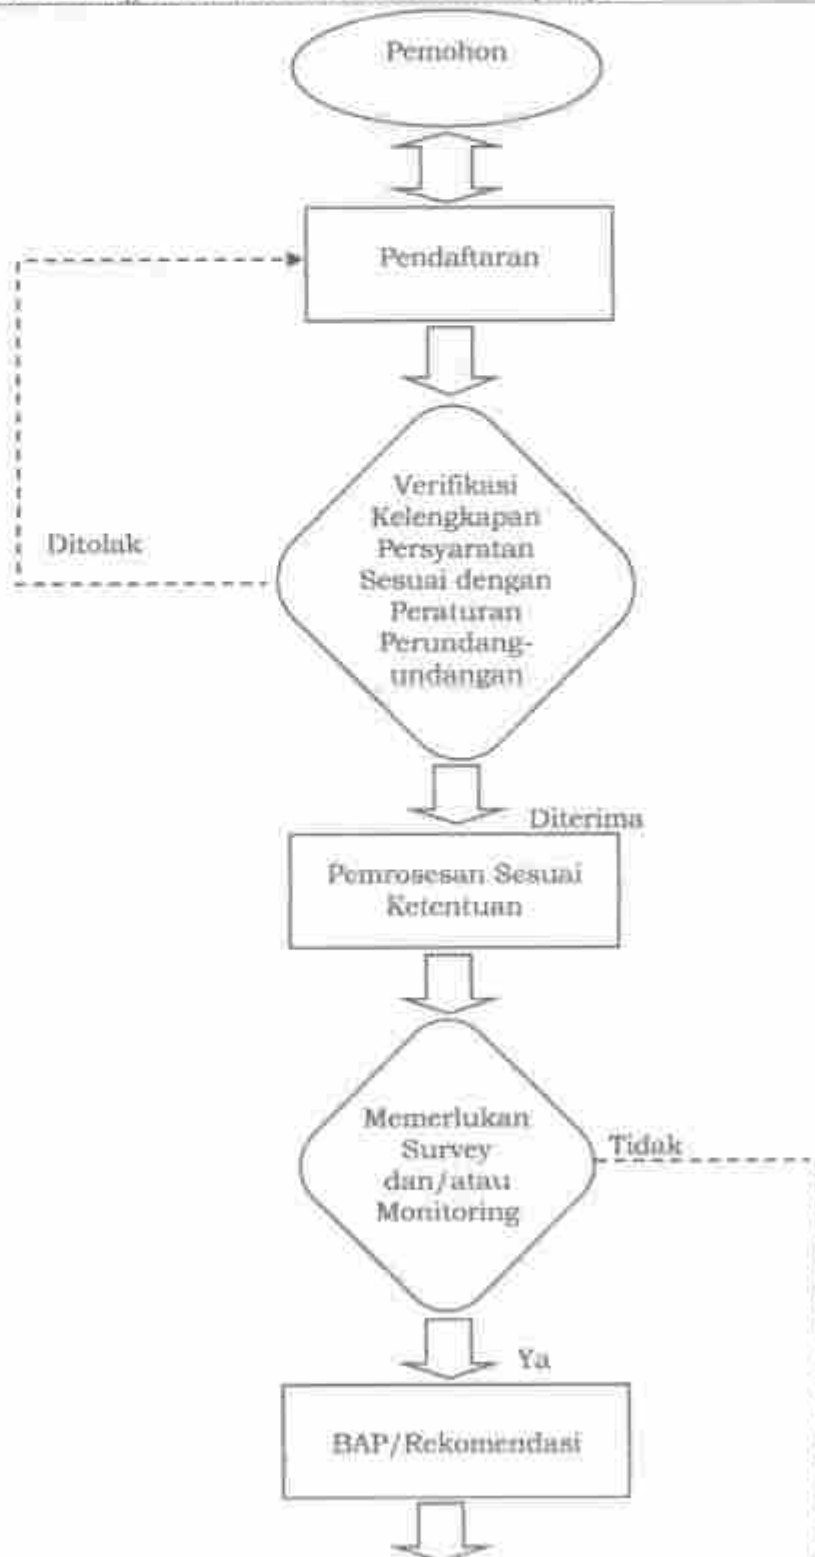 Pemohon
Pendaftaran
Verifikasi
Kelengkapan
Persyaratan
Sesuai dengan
Peraturan
Perundang-
undangan
Ditolak
Diterima
Pemrosesan Sesuai
Ketentuan
Memerlukan
Survey
dan/atau
Monitoring
Tidak
Ya
BAP/Rekomendasi